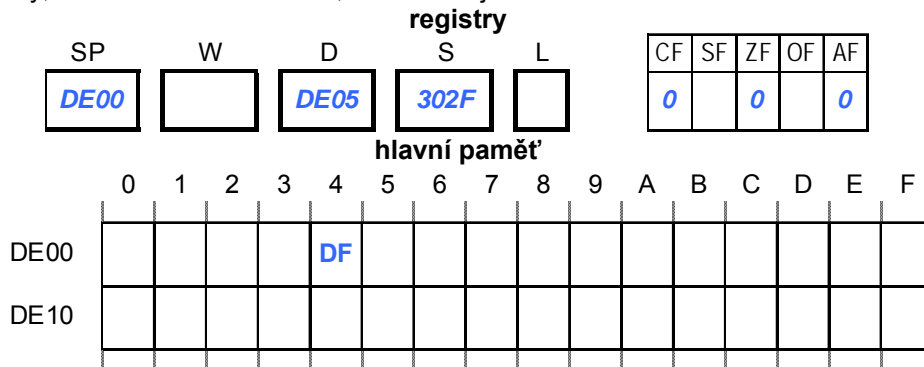 registry
SP W D S L CF SF ZF OF AF
DE00 DE05 302F 0 0 0
hlavní paměť
0 1 2 3 4 5 6 7 8 9 A B C D E F
DE00 DF
DE10